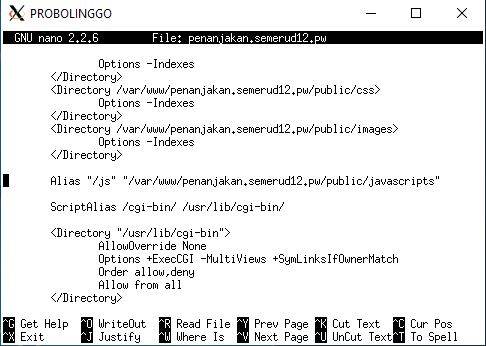 PROBOLINGGO
GNU nano 2.2.6 File: penanjakan.semerud12.pw
Options -Indexes
</Directory>
<Directory /var/www/penanjakan.semerud12.pw/public/css>
Options -Indexes
</Directory>
<Directory /var/www/penanjakan.semerud12.pw/public/images>
Options -Indexes
</Directory>
Alias "/js" "/var/www/penanjakan.semerud12.pw/public/javascripts"
ScriptAlias /cgi-bin/ /usr/lib/cgi-bin/
<Directory "/usr/lib/cgi-bin">
AllowOverride None
Options +ExecCGI -MultiViews +SymLinksIfOwnerMatch
Order allow,deny
Allow from all
</Directory>
^G Get Help ^O WriteOut ^R Read File ^Y Prev Page ^K Cut Text ^C Cur Pos
^X Exit ^J Justify ^W Where Is ^V Next Page ^U UnCut Text ^T To Spell